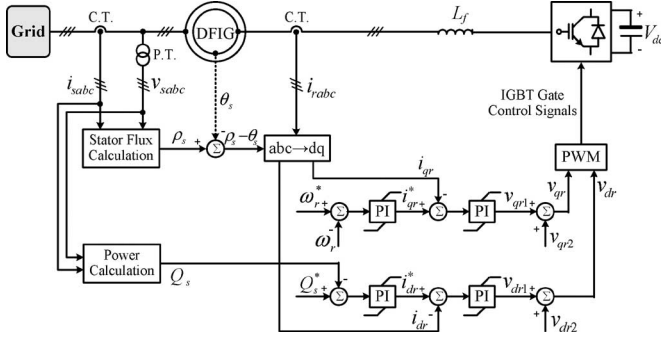 Grid
C.T.
DFIG
C.T.
L_f
V_dc
P.T.
i_sabc
v_sabc
θ_s
i_rabc
IGBT Gate
Control Signals
Stator Flux
Calculation
ρ_s + Σ - ρ_s-θ_s
abc→dq
PWM
i_qr
v_qr
v_dr
ω_r* + Σ PI i_qr* + Σ - PI v_qr1 + Σ
ω_r -
+ v_qr2
Power
Calculation
Q_s
Q_s* + Σ - PI i_dr* + Σ PI v_dr1 + Σ
i_dr -
+ v_dr2